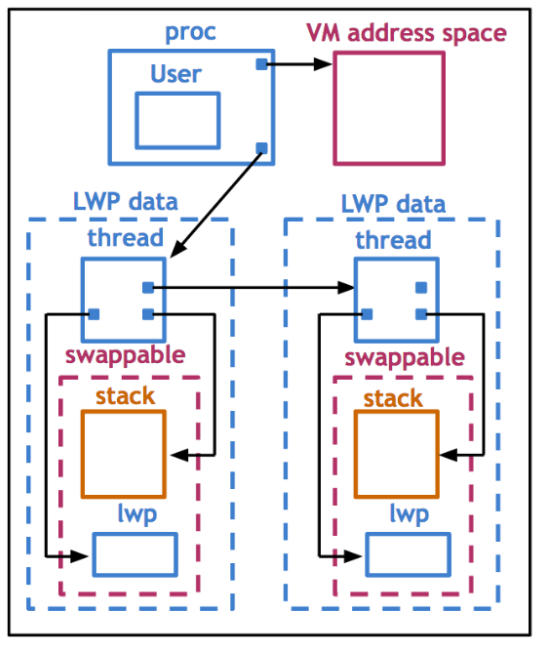 proc
VM address space
User
LWP data
LWP data
thread
thread
swappable
swappable
stack
stack
lwp
lwp